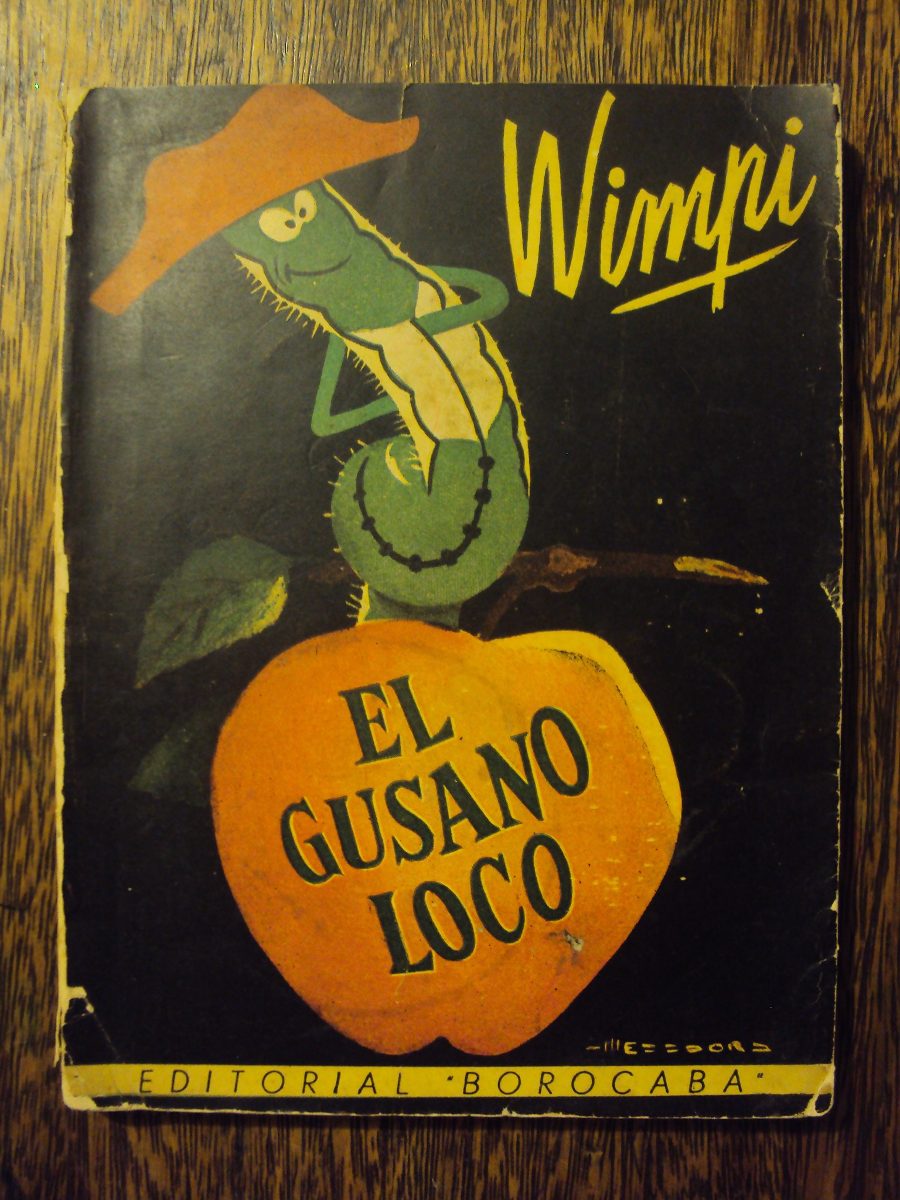 Wimpi
EL
GUSANO
LOCO
EDITORIAL "BOROCABA"